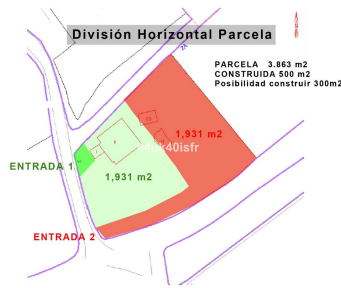 División Horizontal Parcela
PARCELA 3.863 m2
CONSTRUIDA 500 m2
Posibilidad construir 300m2
1,931 m2
ENTRADA 1
1,931 m2
ENTRADA 2